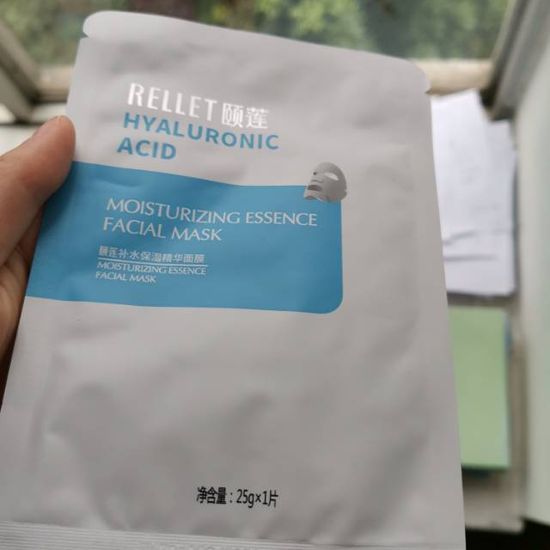 RELLET 颐莲
HYALURONIC
ACID
MOISTURIZING ESSENCE
FACIAL MASK
颐莲补水保湿精华面膜
MOISTURIZING ESSENCE
FACIAL MASK
净含量：25g×1片